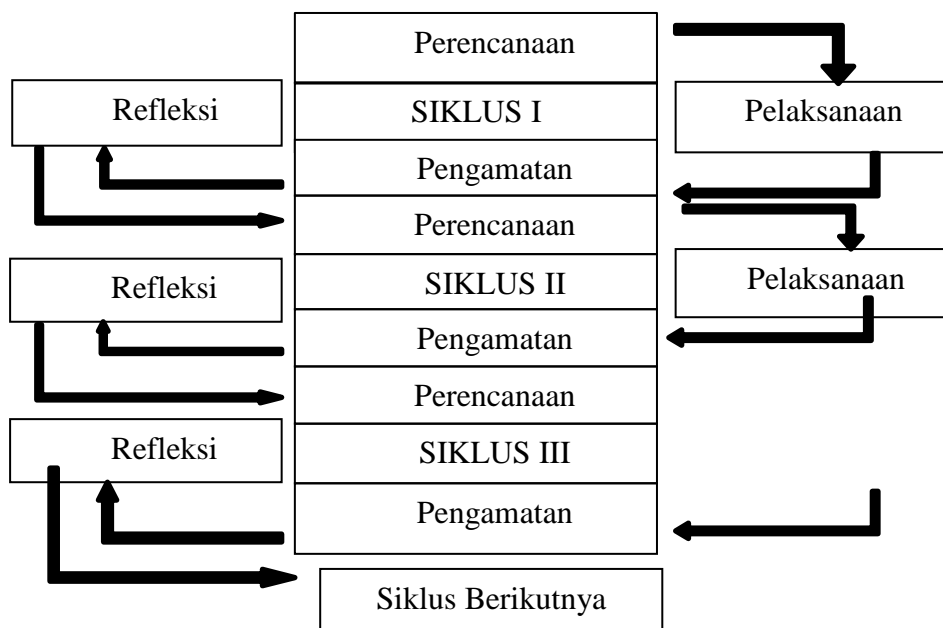 Perencanaan
Refleksi
SIKLUS I
Pelaksanaan
Pengamatan
Perencanaan
Refleksi
SIKLUS II
Pelaksanaan
Pengamatan
Perencanaan
Refleksi
SIKLUS III
Pengamatan
Siklus Berikutnya